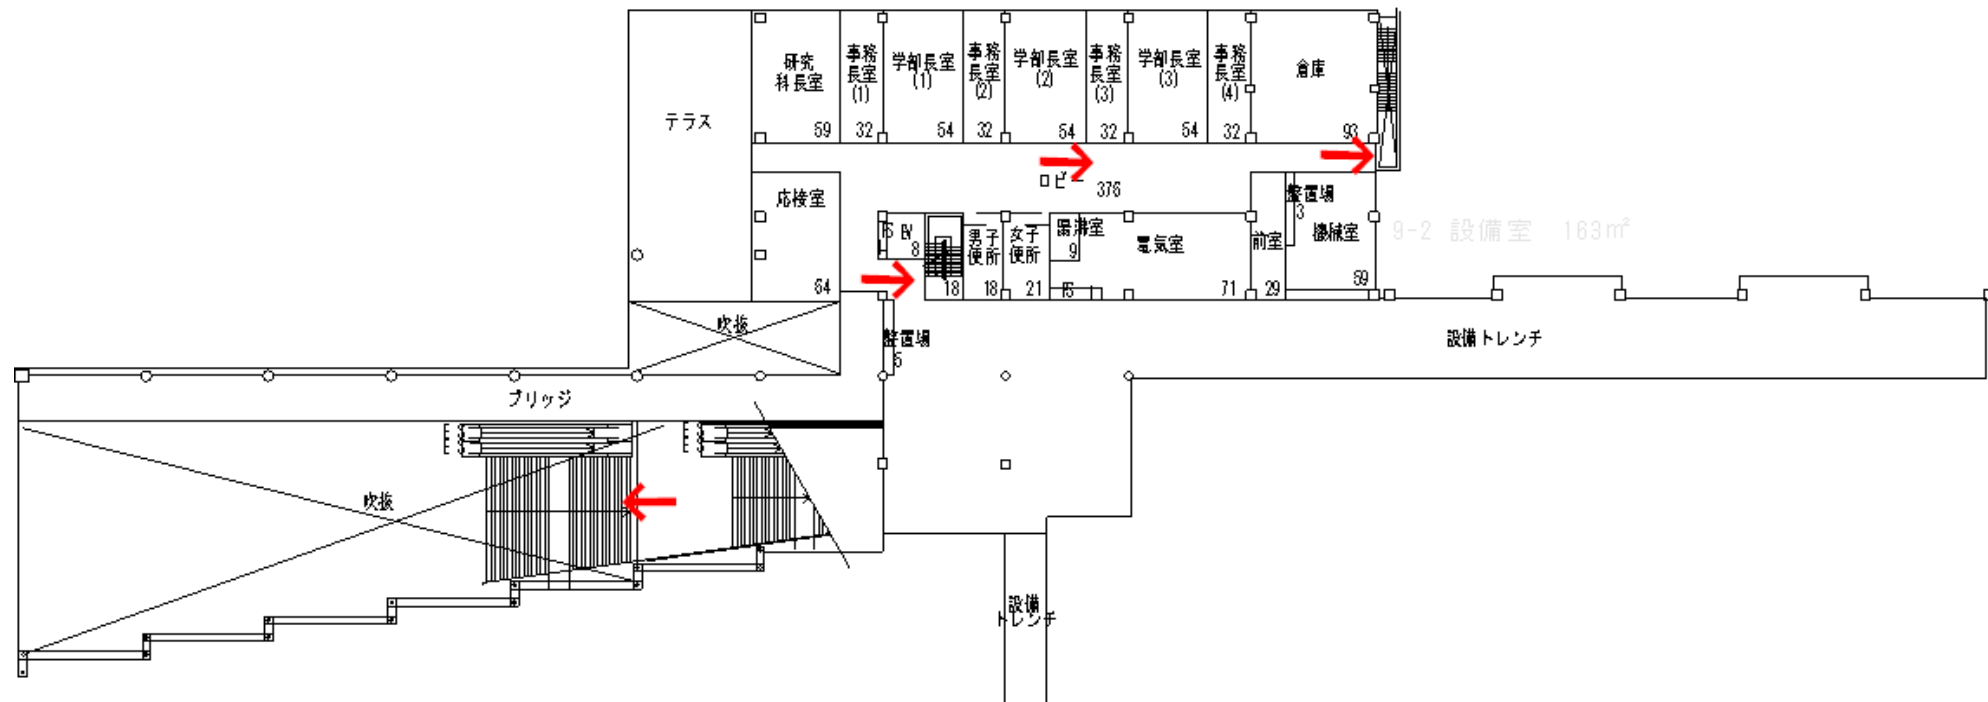 研究
科長室
59
事務
長室
(1)
32
学部長室
(1)
54
事務
長室
(2)
32
学部長室
(2)
54
事務
長室
(3)
32
学部長室
(3)
54
事務
長室
(4)
32
倉庫
93
テラス
ロビー
376
応接室
64
PS
EV
8
18
男子
便所
18
女子
便所
21
湯沸室
9
PS
電気室
71
前室
29
盤置場
3
機械室
59
9-2 設備室 163㎡
吹抜
盤置場
5
設備トレンチ
ブリッジ
吹抜
設備
トレンチ